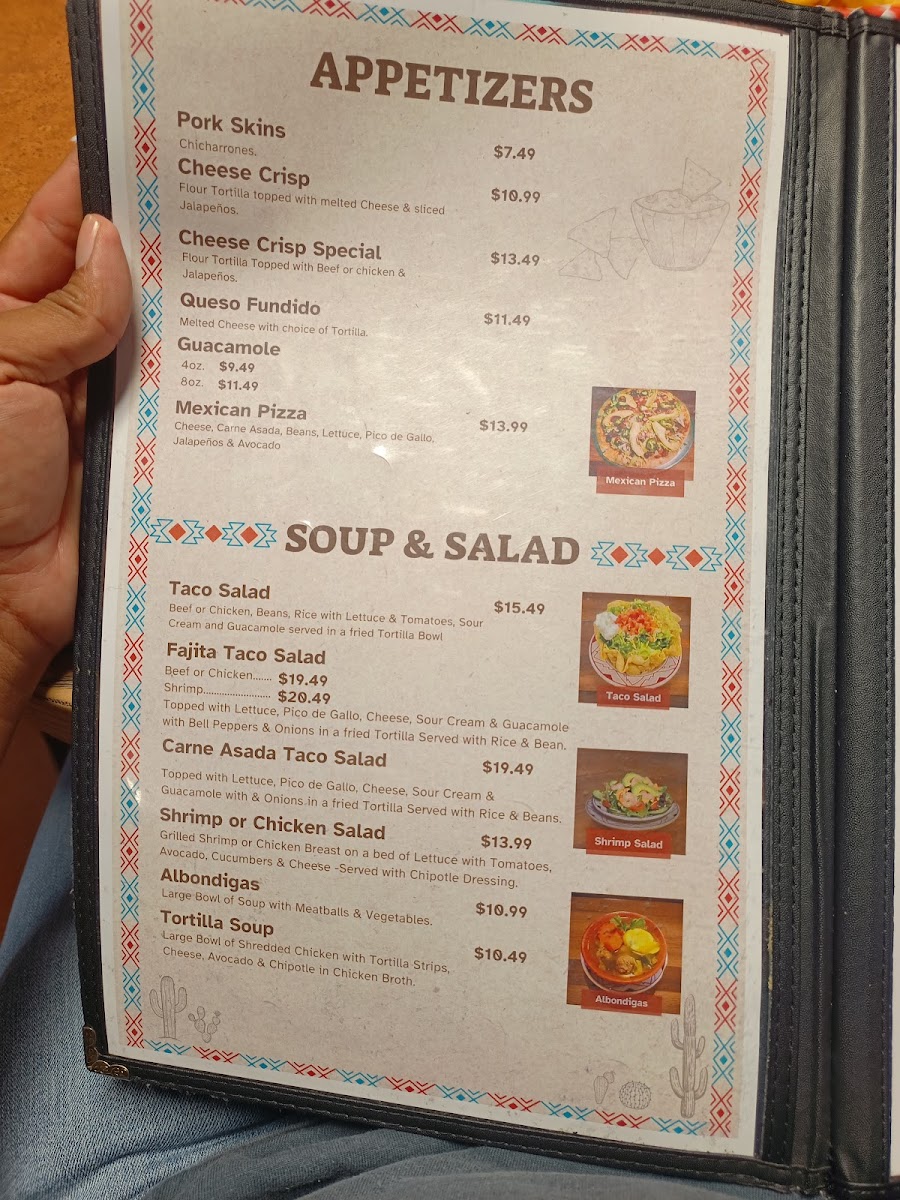 APPETIZERS
Pork Skins
Chicharrones.
$7.49
Cheese Crisp
Flour Tortilla topped with melted Cheese & sliced
Jalapeños.
$10.99
Cheese Crisp Special
Flour Tortilla Topped with Beef or chicken &
Jalapeños.
$13.49
Queso Fundido
Melted Cheese with choice of Tortilla.
$11.49
Guacamole
4oz. $9.49
8oz. $11.49
Mexican Pizza
Cheese, Carne Asada, Beans, Lettuce, Pico de Gallo,
Jalapeños & Avocado
$13.99
Mexican Pizza
SOUP & SALAD
Taco Salad
Beef or Chicken, Beans, Rice with Lettuce & Tomatoes, Sour
Cream and Guacamole served in a fried Tortilla Bowl
$15.49
Taco Salad
Fajita Taco Salad
Beef or Chicken....... $19.49
Shrimp......................... $20.49
Topped with Lettuce, Pico de Gallo, Cheese, Sour Cream & Guacamole
with Bell Peppers & Onions in a fried Tortilla Served with Rice & Bean.
Carne Asada Taco Salad
$19.49
Topped with Lettuce, Pico de Gallo, Cheese, Sour Cream &
Guacamole with & Onions in a fried Tortilla Served with Rice & Beans.
Shrimp or Chicken Salad
$13.99
Grilled Shrimp or Chicken Breast on a bed of Lettuce with Tomatoes,
Avocado, Cucumbers & Cheese -Served with Chipotle Dressing.
Shrimp Salad
Albondigas
Large Bowl of Soup with Meatballs & Vegetables.
$10.99
Tortilla Soup
Large Bowl of Shredded Chicken with Tortilla Strips,
Cheese, Avocado & Chipotle in Chicken Broth.
$10.49
Albondigas